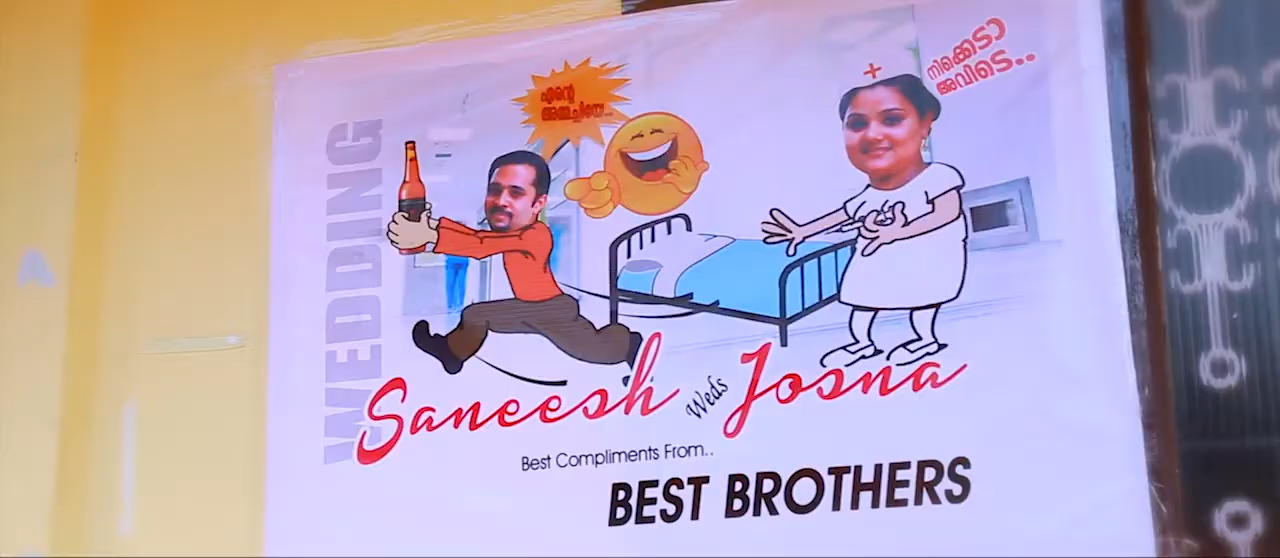 WEDDING
എന്റെ
അമ്മച്ചിയേ...
നിക്കെടാ
അവിടെ..
Saneesh Weds Josna
Best Compliments From..
BEST BROTHERS